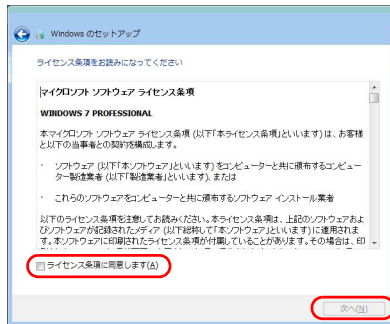 Windows のセットアップ
ライセンス条項をお読みになってください
マイクロソフト ソフトウェア ライセンス条項
WINDOWS 7 PROFESSIONAL
本マイクロソフト ソフトウェア ライセンス条項 (以下「本ライセンス条項」といいます) は、お客様
と以下の当事者との契約を構成します。
・ ソフトウェア (以下「本ソフトウェア」といいます) をコンピューターと共に頒布するコンピュー
ター製造業者 (以下「製造業者」といいます)、または
・ これらのソフトウェアをコンピューターと共に頒布するソフトウェア インストール業者
以下のライセンス条項を注意してお読みください。本ライセンス条項は、上記のソフトウェアおよ
びソフトウェアが記録されたメディア (以下総称して「本ソフトウェア」といいます) に適用されま
す。本ソフトウェアに印刷されたライセンス条項が付属していることがあります。その場合は、印
ライセンス条項に同意します(A)
次へ(N)